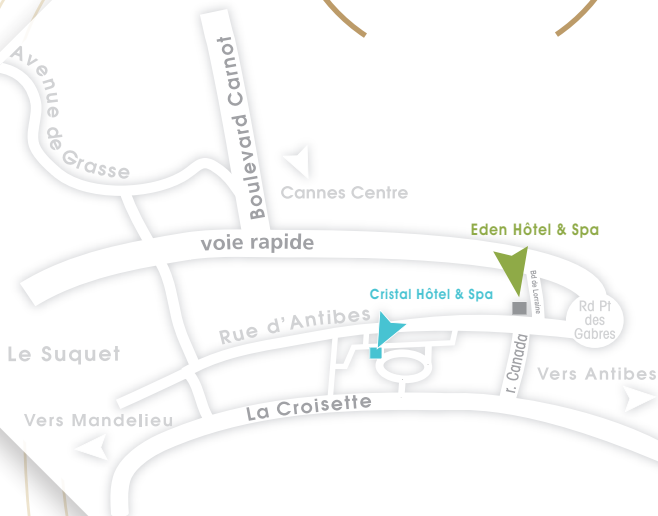 Avenue de Grasse
Boulevard Carnot
Cannes Centre
voie rapide
Eden Hôtel & Spa
Bd de Lorraine
Cristal Hôtel & Spa
Rd Pt
des
Gabres
Rue d'Antibes
Le Suquet
r. Canada
Vers Antibes
La Croisette
Vers Mandelieu